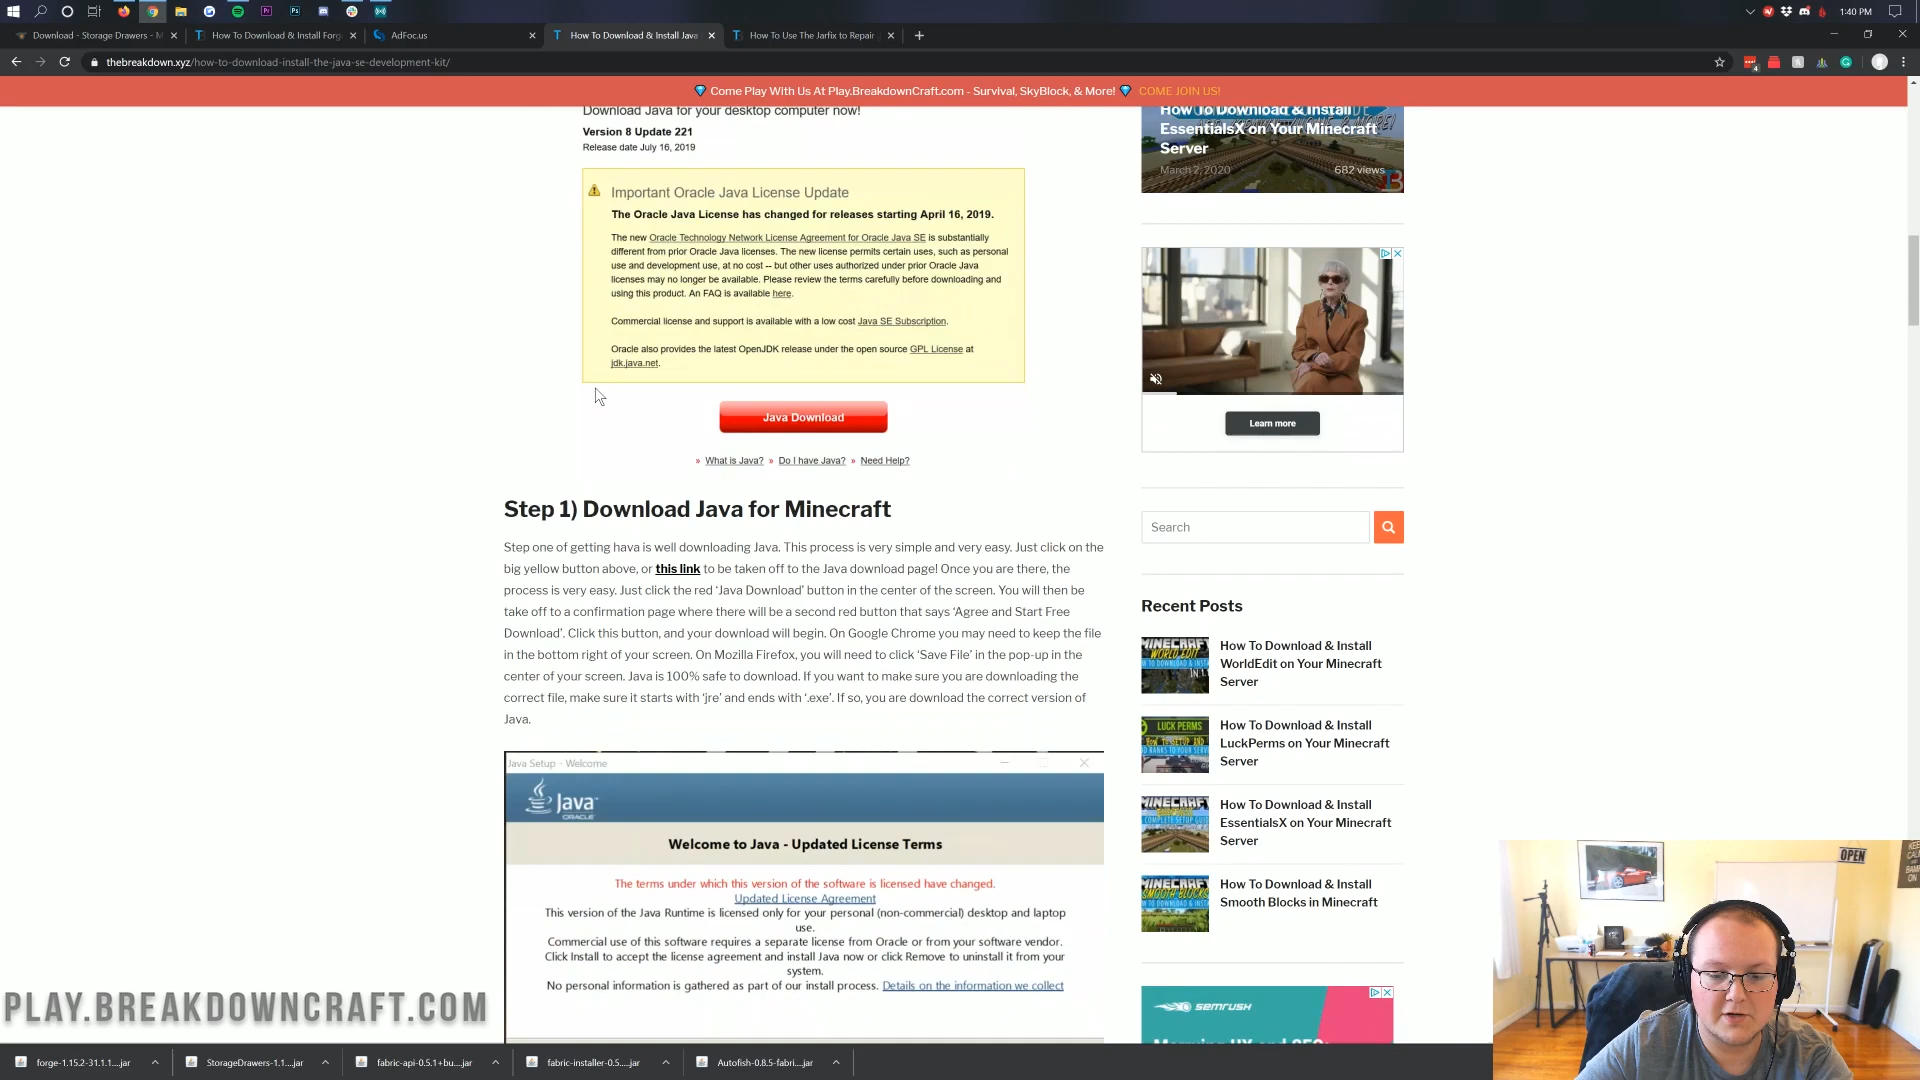 1:40 PM
Download - Storage Drawers - M
How To Download & Install Forg
AdFoc.us
How To Download & Install Java
How To Use The Jarfix to Repair
thebreakdown.xyz/how-to-download-install-the-java-se-development-kit/
Come Play With Us At Play.BreakdownCraft.com - Survival, SkyBlock, & More! COME JOIN US!
Download Java for your desktop computer now!
Version 8 Update 221
Release date July 16, 2019
Important Oracle Java License Update
The Oracle Java License has changed for releases starting April 16, 2019.
The new Oracle Technology Network License Agreement for Oracle Java SE is substantially
different from prior Oracle Java licenses. The new license permits certain uses, such as personal
use and development use, at no cost -- but other uses authorized under prior Oracle Java
licenses may no longer be available. Please review the terms carefully before downloading and
using this product. An FAQ is available here.
Commercial license and support is available with a low cost Java SE Subscription.
Oracle also provides the latest OpenJDK release under the open source GPL License at
jdk.java.net.
Java Download
» What is Java? » Do I have Java? » Need Help?
Step 1) Download Java for Minecraft
Step one of getting hava is well downloading Java. This process is very simple and very easy. Just click on the
big yellow button above, or this link to be taken off to the Java download page! Once you are there, the
process is very easy. Just click the red ‘Java Download’ button in the center of the screen. You will then be
take off to a confirmation page where there will be a second red button that says ‘Agree and Start Free
Download’. Click this button, and your download will begin. On Google Chrome you may need to keep the file
in the bottom right of your screen. On Mozilla Firefox, you will need to click ‘Save File’ in the pop-up in the
center of your screen. Java is 100% safe to download. If you want to make sure you are downloading the
correct file, make sure it starts with ‘jre’ and ends with ‘.exe’. If so, you are download the correct version of
Java.
Java Setup - Welcome
Java
ORACLE
Welcome to Java - Updated License Terms
The terms under which this version of the software is licensed have changed.
Updated License Agreement
This version of the Java Runtime is licensed only for your personal (non-commercial) desktop and laptop
use.
Commercial use of this software requires a separate license from Oracle or from your software vendor.
Click Install to accept the license agreement and install Java now or click Remove to uninstall it from your
system.
No personal information is gathered as part of our install process. Details on the information we collect
How To Download & Install
EssentialsX on Your Minecraft
Server
March 2, 2020
682 views
Learn more
Search
Recent Posts
How To Download & Install
WorldEdit on Your Minecraft
Server
How To Download & Install
LuckPerms on Your Minecraft
Server
How To Download & Install
EssentialsX on Your Minecraft
Server
How To Download & Install
Smooth Blocks in Minecraft
SEMRUSH
OPEN
PLAY.BREAKDOWNCRAFT.COM
forge-1.15.2-31.1.1....jar
StorageDrawers-1.1....jar
fabric-api-0.5.1+bu....jar
fabric-installer-0.5....jar
Autofish-0.8.5-fabri....jar